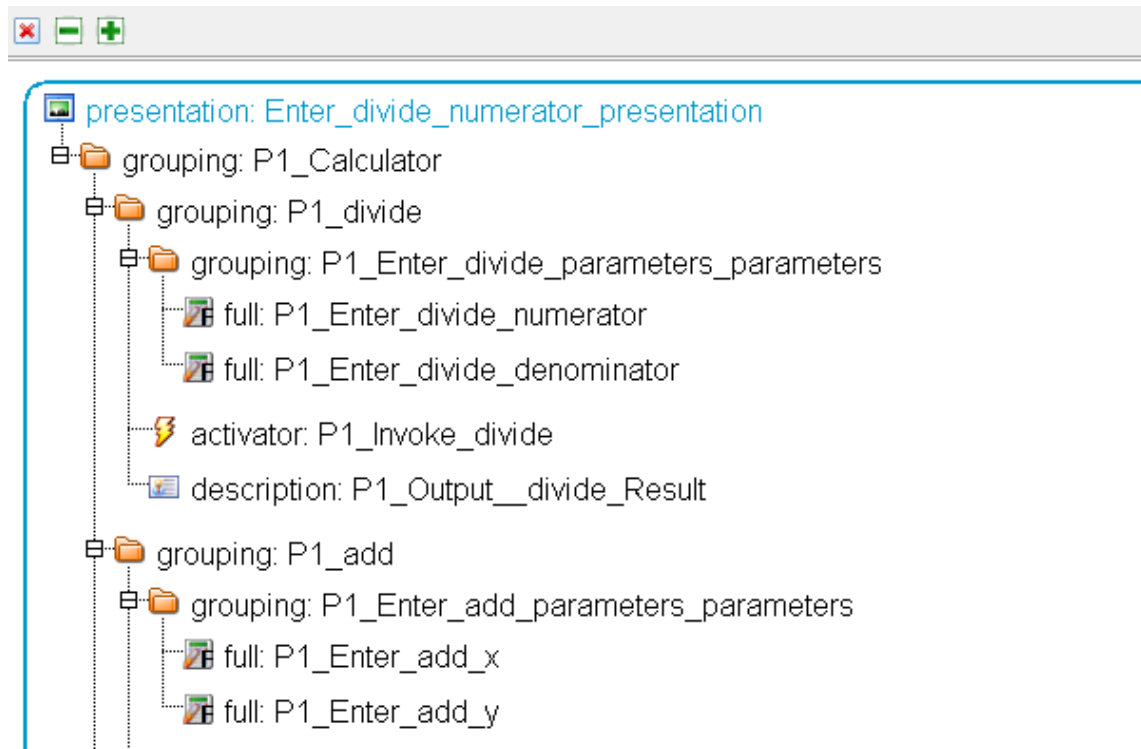 presentation: Enter_divide_numerator_presentation
grouping: P1_Calculator
grouping: P1_divide
grouping: P1_Enter_divide_parameters_parameters
full: P1_Enter_divide_numerator
full: P1_Enter_divide_denominator
activator: P1_Invoke_divide
description: P1_Output__divide_Result
grouping: P1_add
grouping: P1_Enter_add_parameters_parameters
full: P1_Enter_add_x
full: P1_Enter_add_y